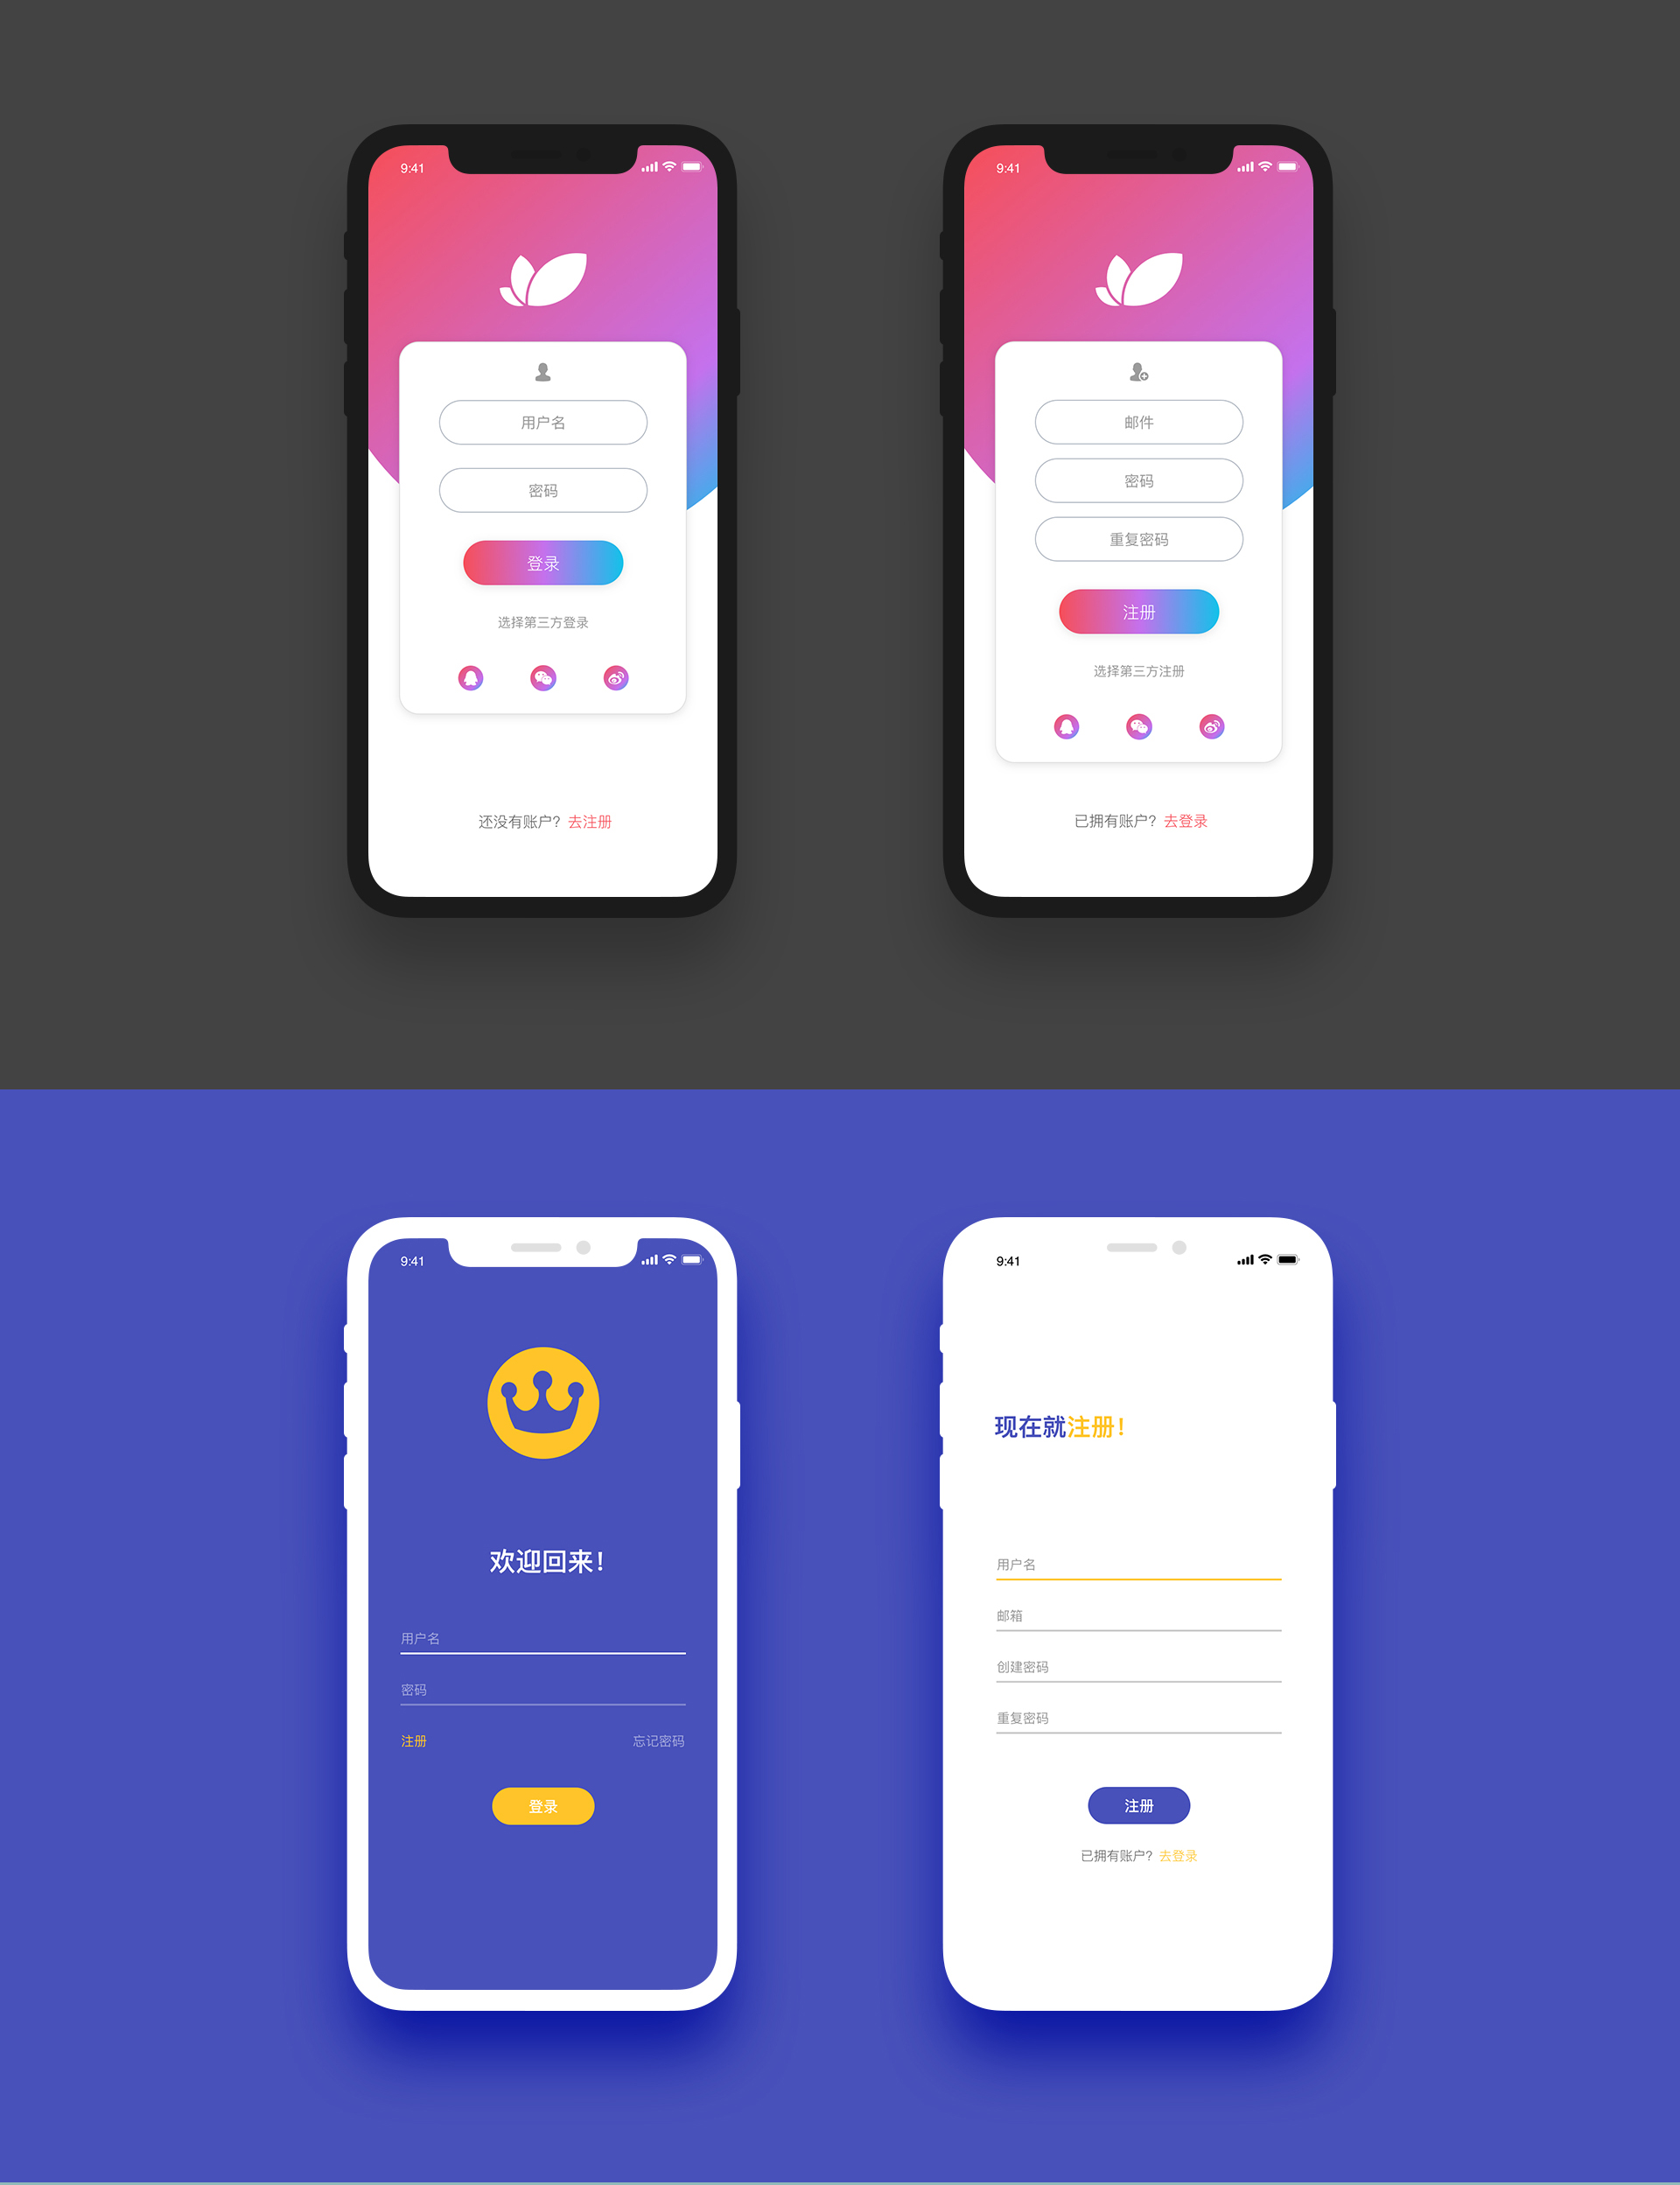 9:41
用户名
密码
登录
选择第三方登录
还没有账户? 去注册
9:41
邮件
密码
重复密码
注册
选择第三方注册
已拥有账户? 去登录
9:41
欢迎回来!
用户名
密码
注册 忘记密码
登录
9:41
现在就注册!
用户名
邮箱
创建密码
重复密码
注册
已拥有账户? 去登录